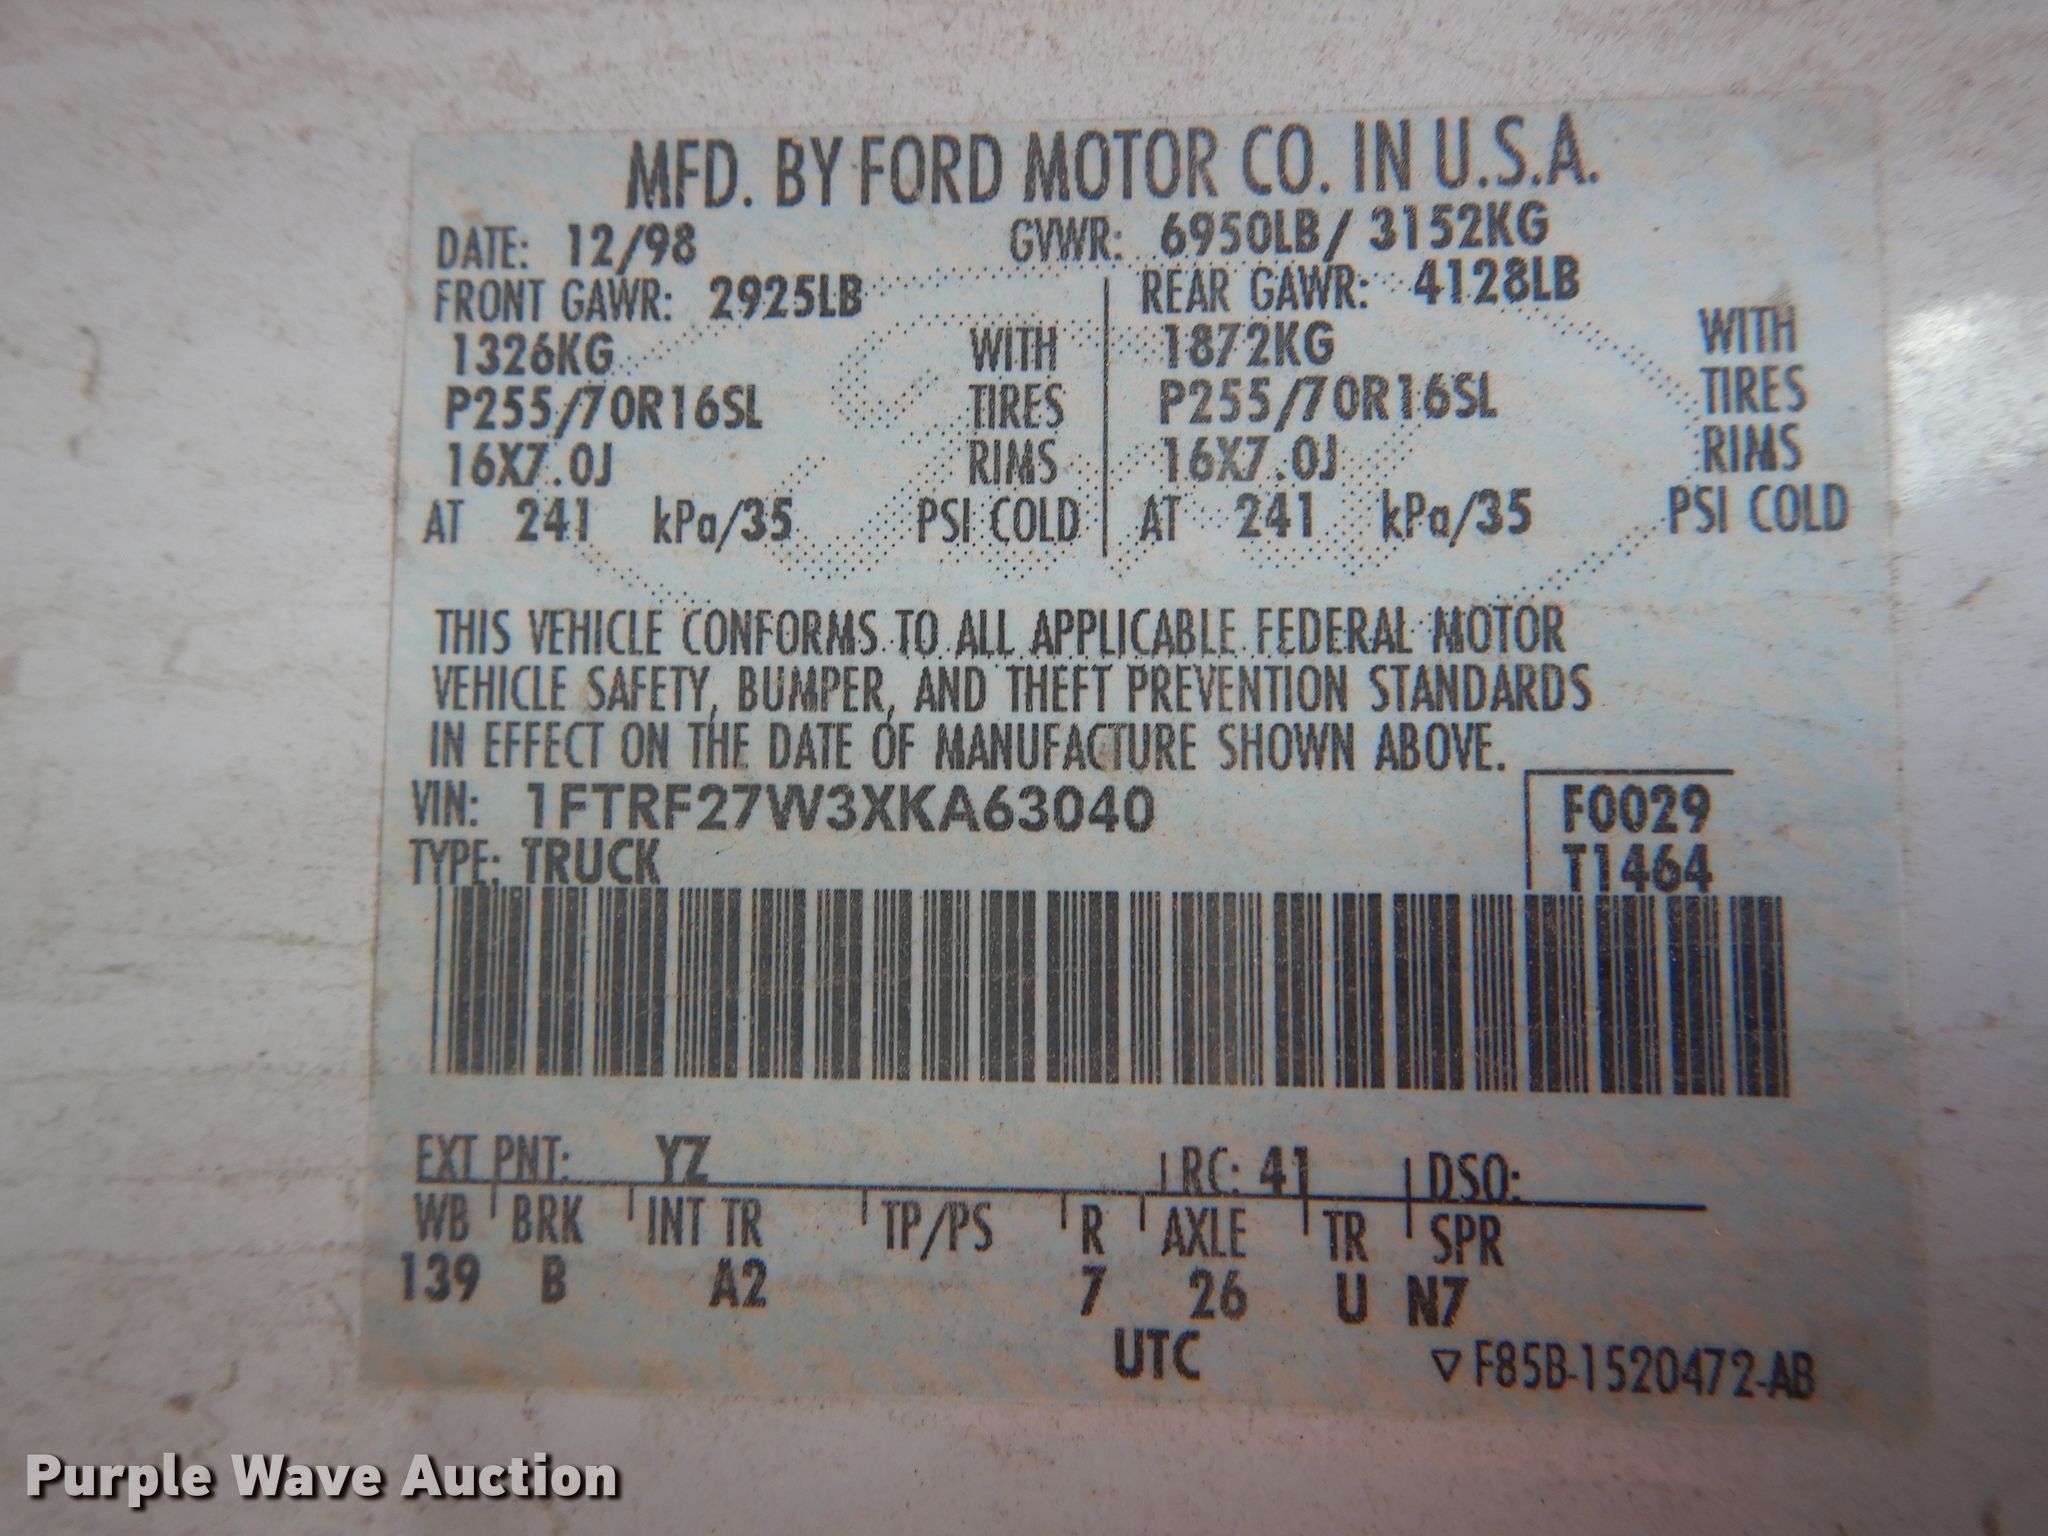 MFD. BY FORD MOTOR CO. IN U.S.A.
DATE: 12/98 GVWR: 6950LB/ 3152KG
FRONT GAWR: 2925LB REAR GAWR: 4128LB
1326KG WITH 1872KG WITH
P255/70R16SL TIRES P255/70R16SL TIRES
16X7.0J RIMS 16X7.0J RIMS
AT 241 kPa/35 PSI COLD AT 241 kPa/35 PSI COLD
THIS VEHICLE CONFORMS TO ALL APPLICABLE FEDERAL MOTOR
VEHICLE SAFETY, BUMPER, AND THEFT PREVENTION STANDARDS
IN EFFECT ON THE DATE OF MANUFACTURE SHOWN ABOVE.
VIN: 1FTRF27W3XKA63040 F0029
TYPE: TRUCK T1464
EXT PNT: YZ RC: 41 DSO:
WB BRK INT TR TP/PS R AXLE TR SPR
139 B A2 7 26 U N7
UTC F85B-1520472-AB
Purple Wave Auction